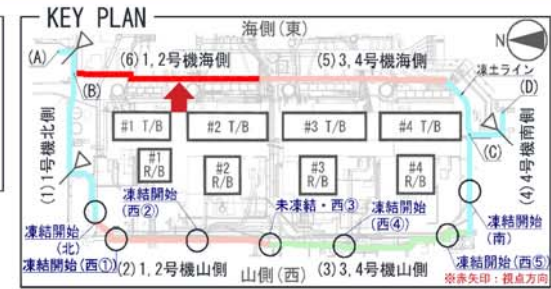 KEY PLAN
海側(東)
N
(A)
(6)1,2号機海側
(5)3,4号機海側
凍土ライン
(B)
(D)
#1 T/B
#2 T/B
#3 T/B
#4 T/B
(C)
(1)1号機北側
#1
R/B
#2
R/B
#3
R/B
#4
R/B
(4)4号機南側
凍結開始
(西②)
未凍結・西③
凍結開始
(西④)
凍結開始
(北)
凍結開始
(南)
凍結開始(西①)
(2)1,2号機山側
山側(西)
(3)3,4号機山側
凍結開始(西⑤)
※赤矢印：視点方向